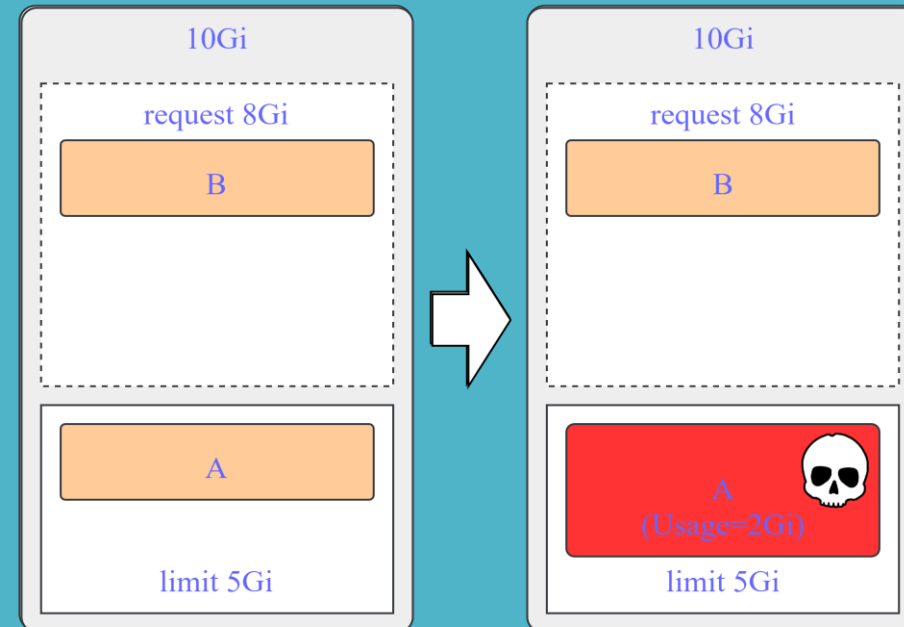 10Gi
request 8Gi
B
A
limit 5Gi
10Gi
request 8Gi
B
A
(Usage=2Gi)
limit 5Gi